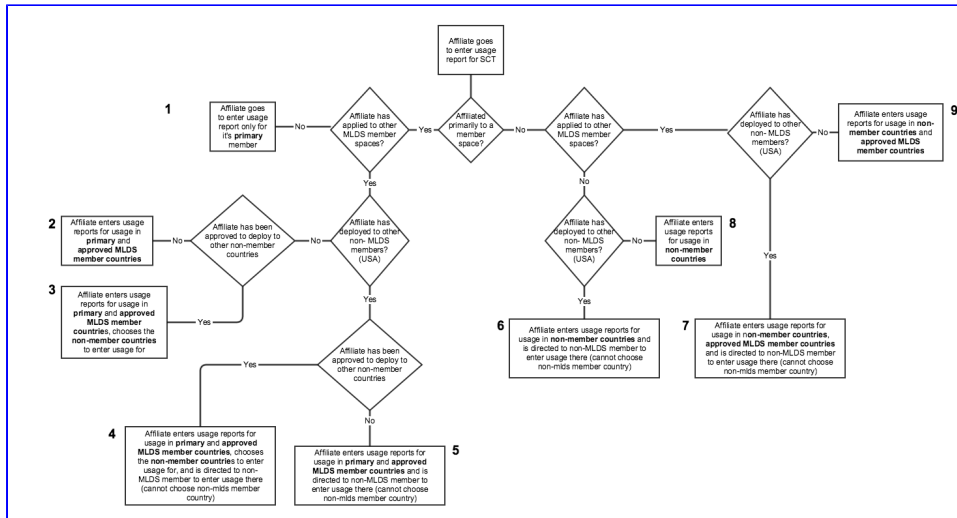 Affiliate goes
to enter usage
report for SCT
1
Affiliate goes
to enter usage
report only for
it's primary
member
No
Affiliate has
applied to other
MLDS member
spaces?
Yes
Affiliated
primarily to a
member
space?
No
Affiliate has
applied to other
MLDS member
spaces?
Yes
Affiliate has
deployed to other
non- MLDS
members?
(USA)
No
9
Affiliate enters usage
reports for usage in non-
member countries and
approved MLDS
member countries
Yes
No
2
Affiliate enters usage
reports for usage in
primary and
approved MLDS
member countries
No
Affiliate has been
approved to deploy to
other non-member
countries
No
Affiliate has
deployed to other
non- MLDS
members?
(USA)
Affiliate has
deployed to other
non- MLDS
members?
(USA)
No
Affiliate enters
usage reports
for usage in
non-member
countries
8
Yes
3
Affiliate enters usage
reports for usage in
primary and approved
MLDS member
countries, chooses the
non-member countries
to enter usage for
Yes
Yes
Yes
6
Affiliate enters usage reports for
usage in non-member countries and
is directed to non-MLDS member to
enter usage there (cannot choose
non-mlds member country)
7
Affiliate enters usage reports for
usage in non-member countries,
approved MLDS member countries
and is directed to non-MLDS member
to enter usage there (cannot choose
non-mlds member country)
Affiliate has been
approved to deploy to
other non-member
countries
Yes
No
4
Affiliate enters usage reports for
usage in primary and approved
MLDS member countries, chooses
the non-member countries to enter
usage for, and is directed to non-
MLDS member to enter usage there
(cannot choose non-mlds member
country)
Affiliate enters usage reports for
usage in primary and approved
MLDS member countries and is
directed to non-MLDS member to
enter usage there (cannot choose
non-mlds member country)
5